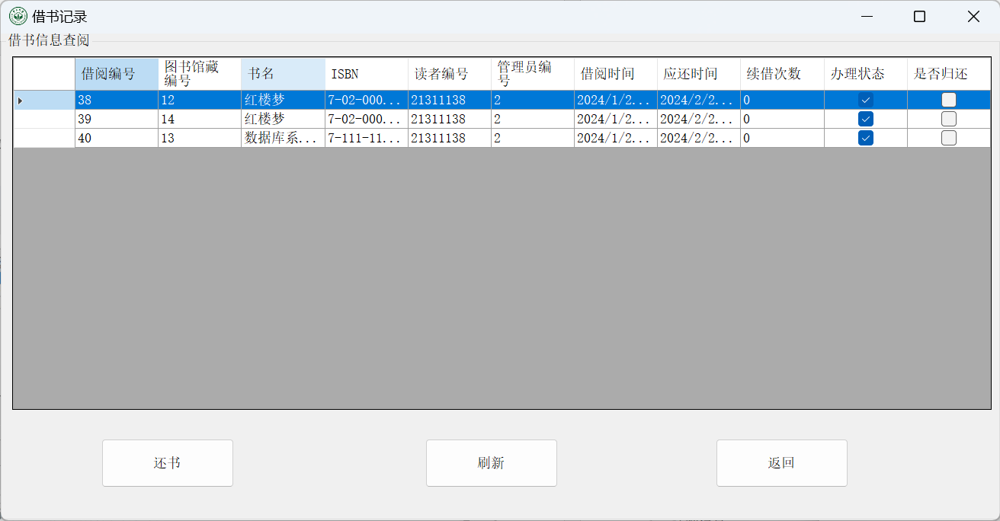 借书记录
借书信息查阅
借阅编号 图书馆藏编号 书名 ISBN 读者编号 管理员编号 借阅时间 应还时间 续借次数 办理状态 是否归还
38 12 红楼梦 7-02-000... 21311138 2 2024/1/2... 2024/2/2... 0
39 14 红楼梦 7-02-000... 21311138 2 2024/1/2... 2024/2/2... 0
40 13 数据库系... 7-111-11... 21311138 2 2024/1/2... 2024/2/2... 0
还书 刷新 返回